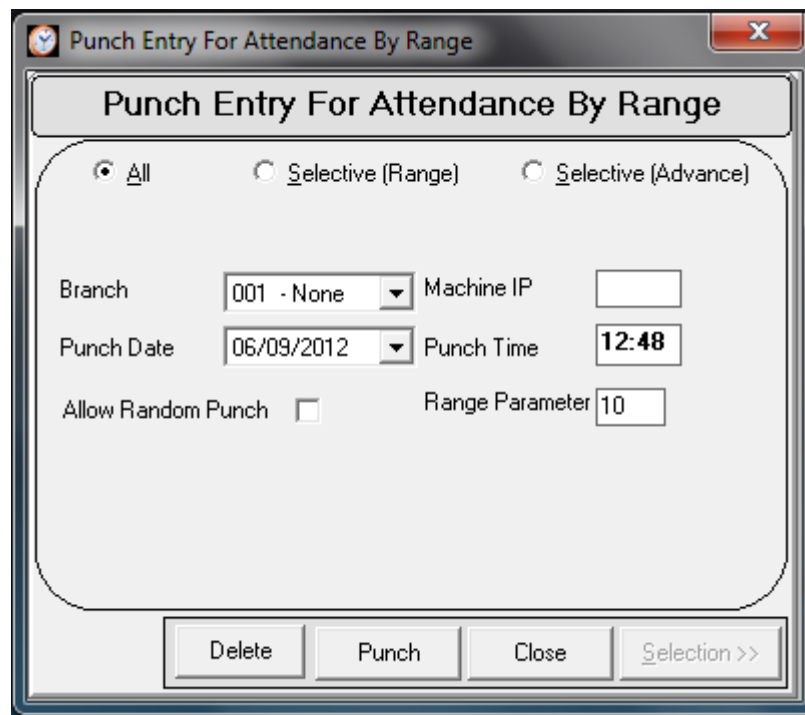 Punch Entry For Attendance By Range
Punch Entry For Attendance By Range
All Selective (Range) Selective (Advance)
Branch 001 - None Machine IP
Punch Date 06/09/2012 Punch Time 12:48
Allow Random Punch Range Parameter 10
Delete Punch Close Selection >>